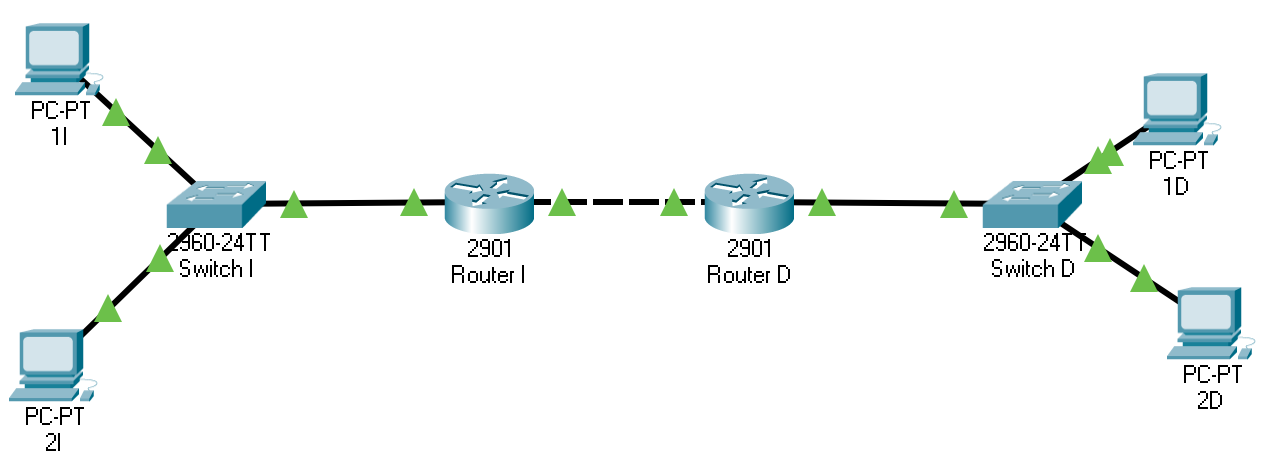 PC-PT
1I
2960-24TT
Switch I
PC-PT
2I
2901
Router I
2901
Router D
2960-24TT
Switch D
PC-PT
1D
PC-PT
2D